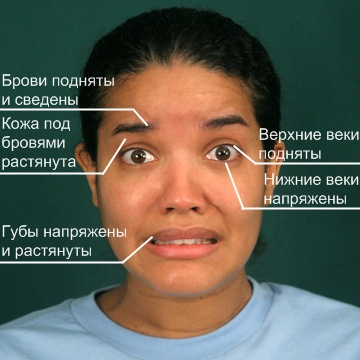 Брови подняты
и сведены
Кожа под
бровями
растянута
Верхние веки
подняты
Нижние веки
напряжены
Губы напряжены
и растянуты